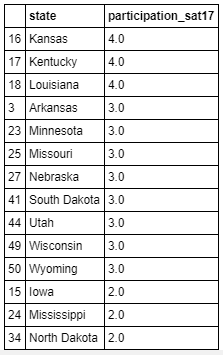 state participation_sat17
16 Kansas 4.0
17 Kentucky 4.0
18 Louisiana 4.0
3 Arkansas 3.0
23 Minnesota 3.0
25 Missouri 3.0
27 Nebraska 3.0
41 South Dakota 3.0
44 Utah 3.0
49 Wisconsin 3.0
50 Wyoming 3.0
15 Iowa 2.0
24 Mississippi 2.0
34 North Dakota 2.0